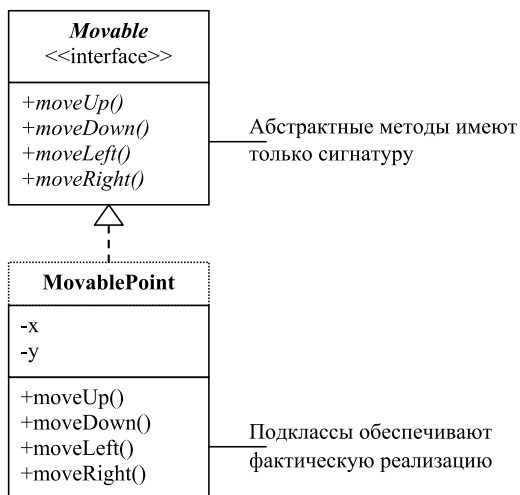 Movable
<<interface>>
+moveUp()
+moveDown()
+moveLeft()
+moveRight()
Абстрактные методы имеют
только сигнатуру
MovablePoint
-x
-y
+moveUp()
+moveDown()
+moveLeft()
+moveRight()
Подклассы обеспечивают
фактическую реализацию